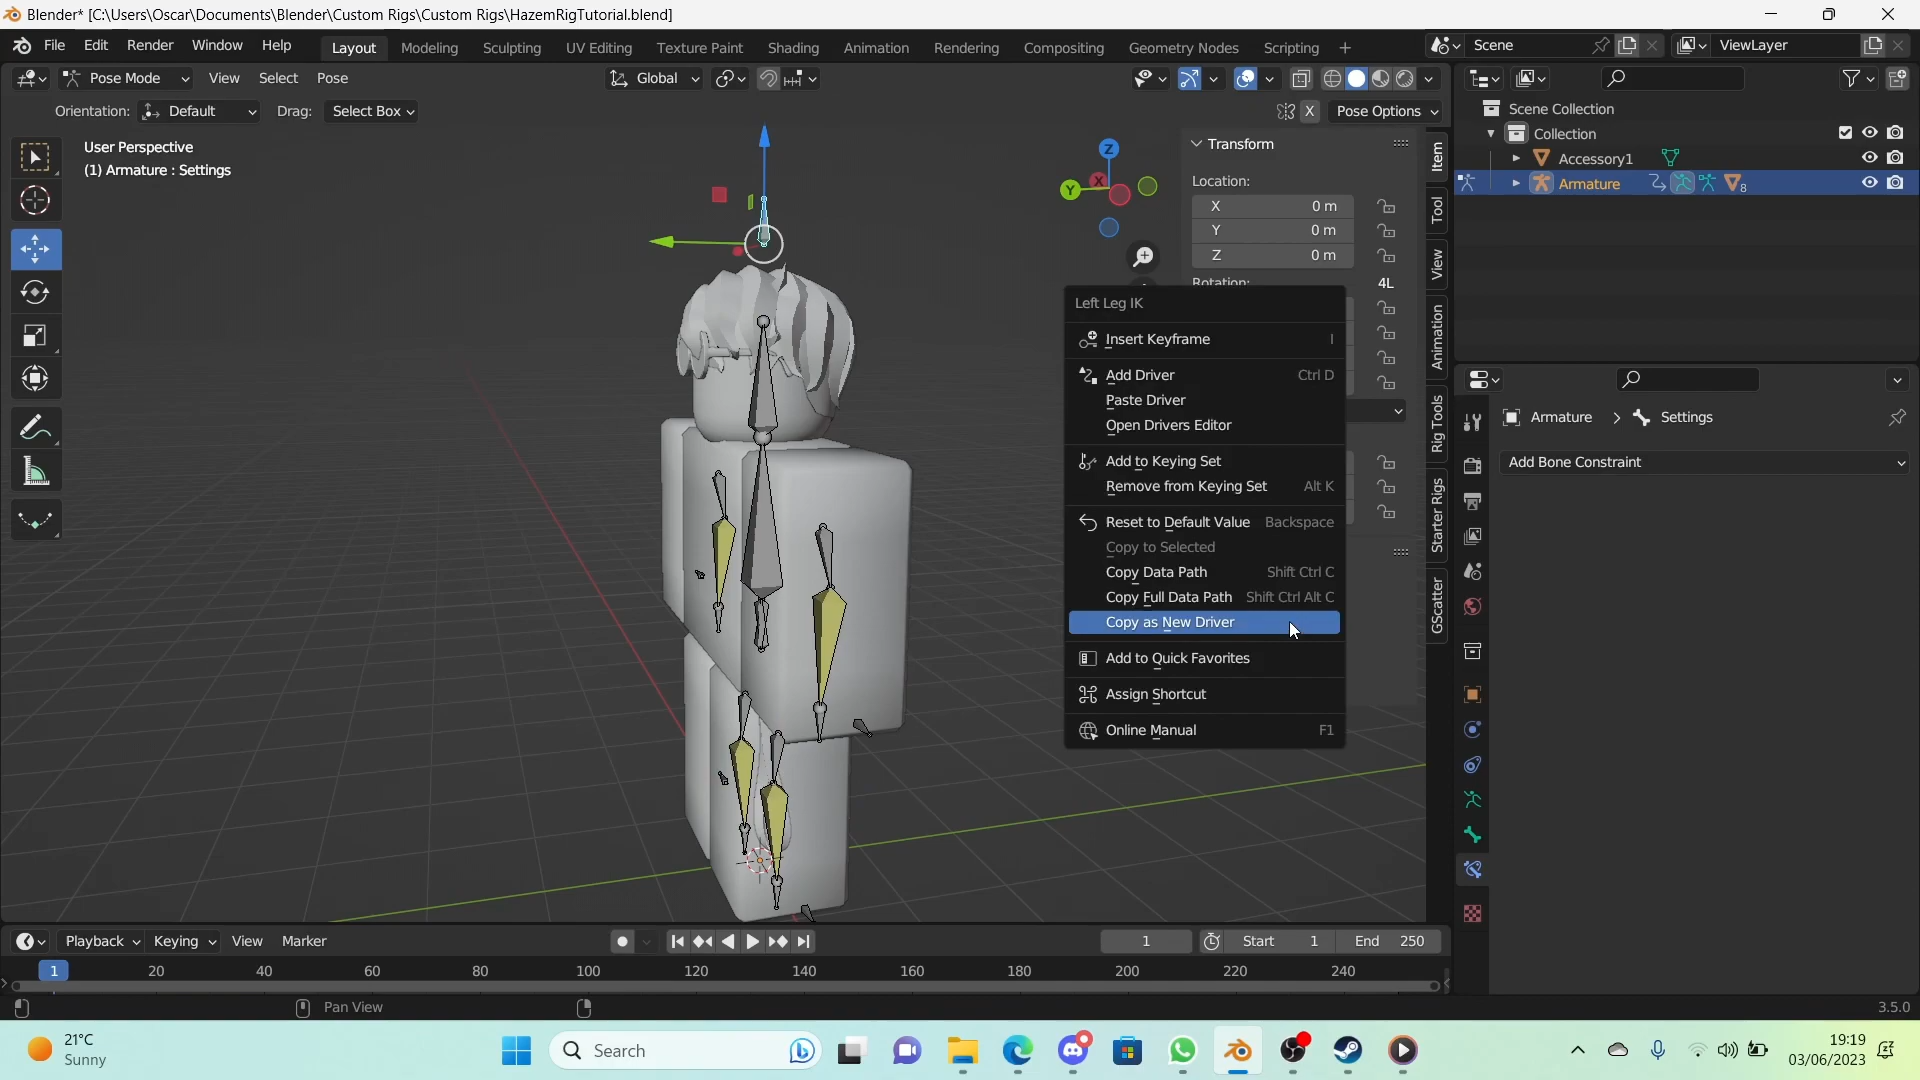 Blender* [C:\Users\Oscar\Documents\Blender\Custom Rigs\Custom Rigs\HazemRigTutorial.blend]
File Edit Render Window Help Layout Modeling Sculpting UV Editing Texture Paint Shading Animation Rendering Compositing Geometry Nodes Scripting + Scene ViewLayer
Pose Mode View Select Pose Global
Orientation: Default Drag: Select Box X Pose Options
User Perspective
(1) Armature : Settings
Z
Y
X
Transform
Location:
X 0 m
Y 0 m
Z 0 m
Rotation: 4L
Item
Tool
View
Animation
Rig Tools
Starter Rigs
GScatter
Left Leg IK
Insert Keyframe I
Add Driver Ctrl D
Paste Driver
Open Drivers Editor
Add to Keying Set
Remove from Keying Set Alt K
Reset to Default Value Backspace
Copy to Selected
Copy Data Path Shift Ctrl C
Copy Full Data Path Shift Ctrl Alt C
Copy as New Driver
Add to Quick Favorites
Assign Shortcut
Online Manual F1
Scene Collection
Collection
Accessory1
Armature 8
Armature > Settings
Add Bone Constraint
Playback Keying View Marker 1 Start 1 End 250
1 20 40 60 80 100 120 140 160 180 200 220 240
Pan View 3.5.0
21°C
Sunny
Search
19:19
03/06/2023